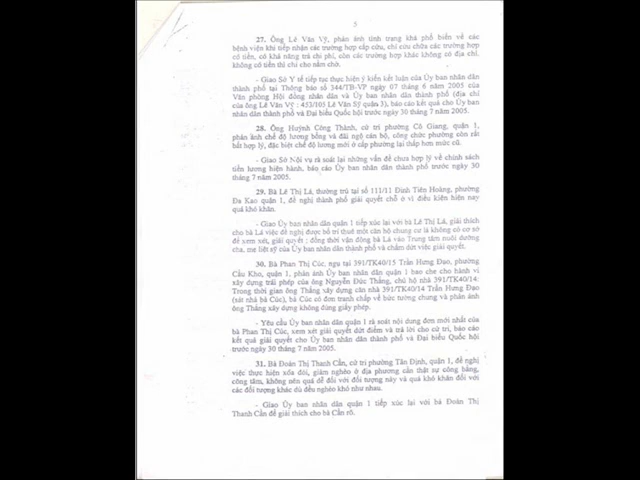 5
27. Ông Lê Văn Vỹ, phản ánh tình trạng khá phổ biến về các
bệnh viện khi tiếp nhận các trường hợp cấp cứu, chỉ cứu chữa các trường hợp
có tiền, có khả năng trả chi phí, còn các trường hợp khác không có địa chỉ,
không có tiền thì chỉ cho nằm chờ.
- Giao Sở Y tế tiếp tục thực hiện ý kiến kết luận của Ủy ban nhân dân
thành phố tại Thông báo số 344/TB-VP ngày 07 tháng 6 năm 2005 của
Văn phòng Hội đồng nhân dân và Ủy ban nhân dân thành phố (địa chỉ
của ông Lê Văn Vỹ : 453/105 Lê Văn Sỹ quận 3), báo cáo kết quả cho Ủy ban
nhân dân thành phố và Đại biểu Quốc hội trước ngày 30 tháng 7 năm 2005.
28. Ông Huỳnh Công Thành, cử tri phường Cô Giang, quận 1,
phản ánh chế độ lương bổng và đãi ngộ cán bộ, công chức phường còn rất
bất hợp lý, đặc biệt chế độ lương mới ở cấp phường lại thấp hơn mức cũ.
- Giao Sở Nội vụ rà soát lại những vấn đề chưa hợp lý về chính sách
tiền lương hiện hành, báo cáo Ủy ban nhân dân thành phố trước ngày 30
tháng 7 năm 2005.
29. Bà Lê Thị Lá, thường trú tại số 111/11 Đinh Tiên Hoàng, phường
Đa Kao quận 1, đề nghị thành phố giải quyết chỗ ở vì điều kiện hiện nay
quá khó khăn.
- Giao Ủy ban nhân dân quận 1 tiếp xúc lại với bà Lê Thị Lá, giải thích
cho bà Lá việc đề nghị được bố trí thuê một căn hộ chung cư là không có cơ sở
để xem xét, giải quyết ; đồng thời vận động bà Lá vào Trung tâm nuôi dưỡng
cha, mẹ liệt sỹ của Ủy ban nhân dân thành phố và chấm dứt việc giải quyết.
30. Bà Phan Thị Cúc, ngụ tại 391/TK40/15 Trần Hưng Đạo, phường
Cầu Kho, quận 1, phản ánh Ủy ban nhân dân quận 1 bao che cho hành vi
xây dựng trái phép của ông Nguyễn Đức Thắng, chủ hộ nhà 391/TK40/14.
Trong thời gian ông Thắng xây dựng căn nhà 391/TK40/14 Trần Hưng Đạo
(sát nhà bà Cúc), bà Cúc có đơn tranh chấp về bức tường chung và phản ánh
ông Thắng xây dựng không đúng giấy phép.
- Yêu cầu Ủy ban nhân dân quận 1 rà soát nội dung đơn mới nhất của
bà Phan Thị Cúc, xem xét giải quyết dứt điểm và trả lời cho cử tri, báo cáo
kết quả giải quyết cho Ủy ban nhân dân thành phố và Đại biểu Quốc hội
trước ngày 30 tháng 7 năm 2005.
31. Bà Đoàn Thị Thanh Cẩn, cử tri phường Tân Định, quận 1, đề nghị
việc thực hiện xóa đói, giảm nghèo ở địa phương cần thật sự công bằng,
công tâm, không nên quá dễ đối với đối tượng này và quá khó khăn đối với
các đối tượng khác dù đều nghèo khó như nhau.
- Giao Ủy ban nhân dân quận 1 tiếp xúc lại với bà Đoàn Thị
Thanh Cẩn để giải thích cho bà Cẩn rõ.